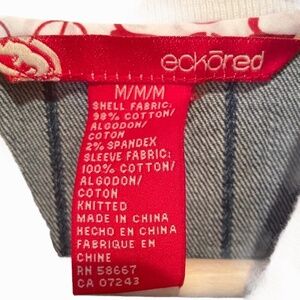 eckōred
M/M/M
SHELL FABRIC:
98% COTTON/
ALGODON/
COTON
2% SPANDEX
SLEEVE FABRIC:
100% COTTON/
ALGODON/
COTON
KNITTED
MADE IN CHINA
HECHO EN CHINA
FABRIQUE EN
CHINE
RN 58667
CA 07243